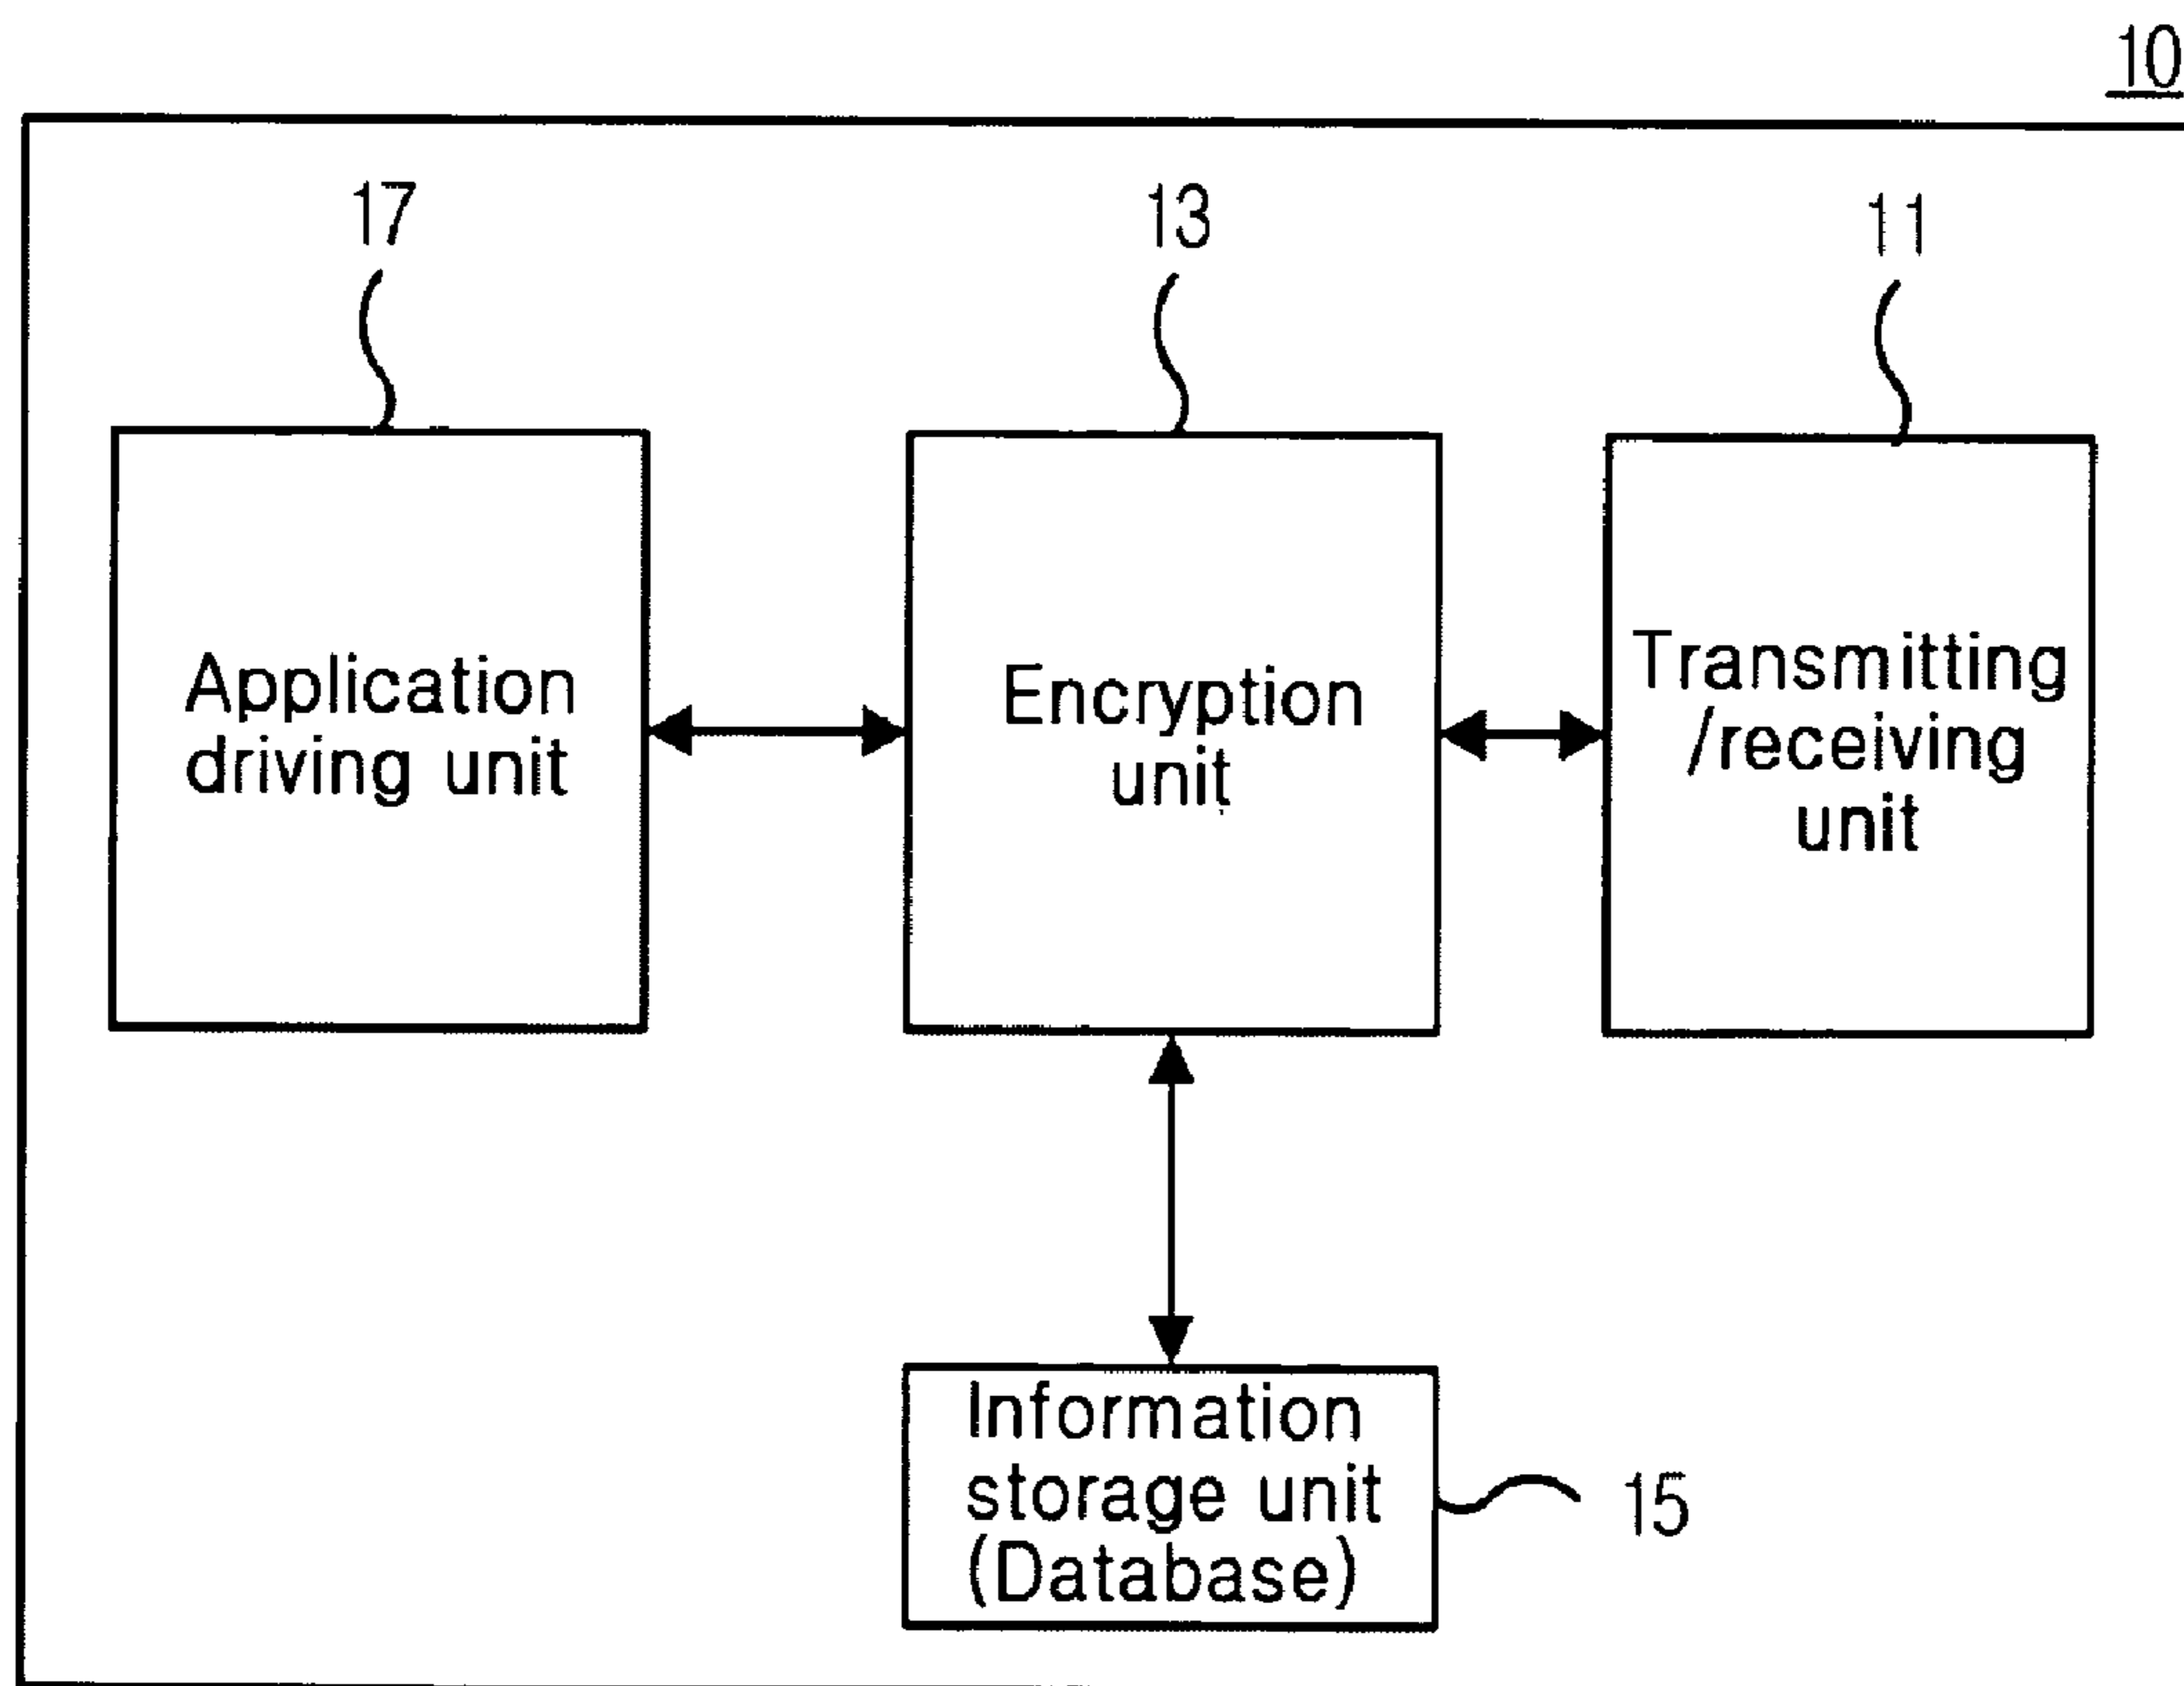 10
17
13
11
Application
driving unit
Encryption
unit
Transmitting
/receiving
unit
Information
storage unit
(Database)
15